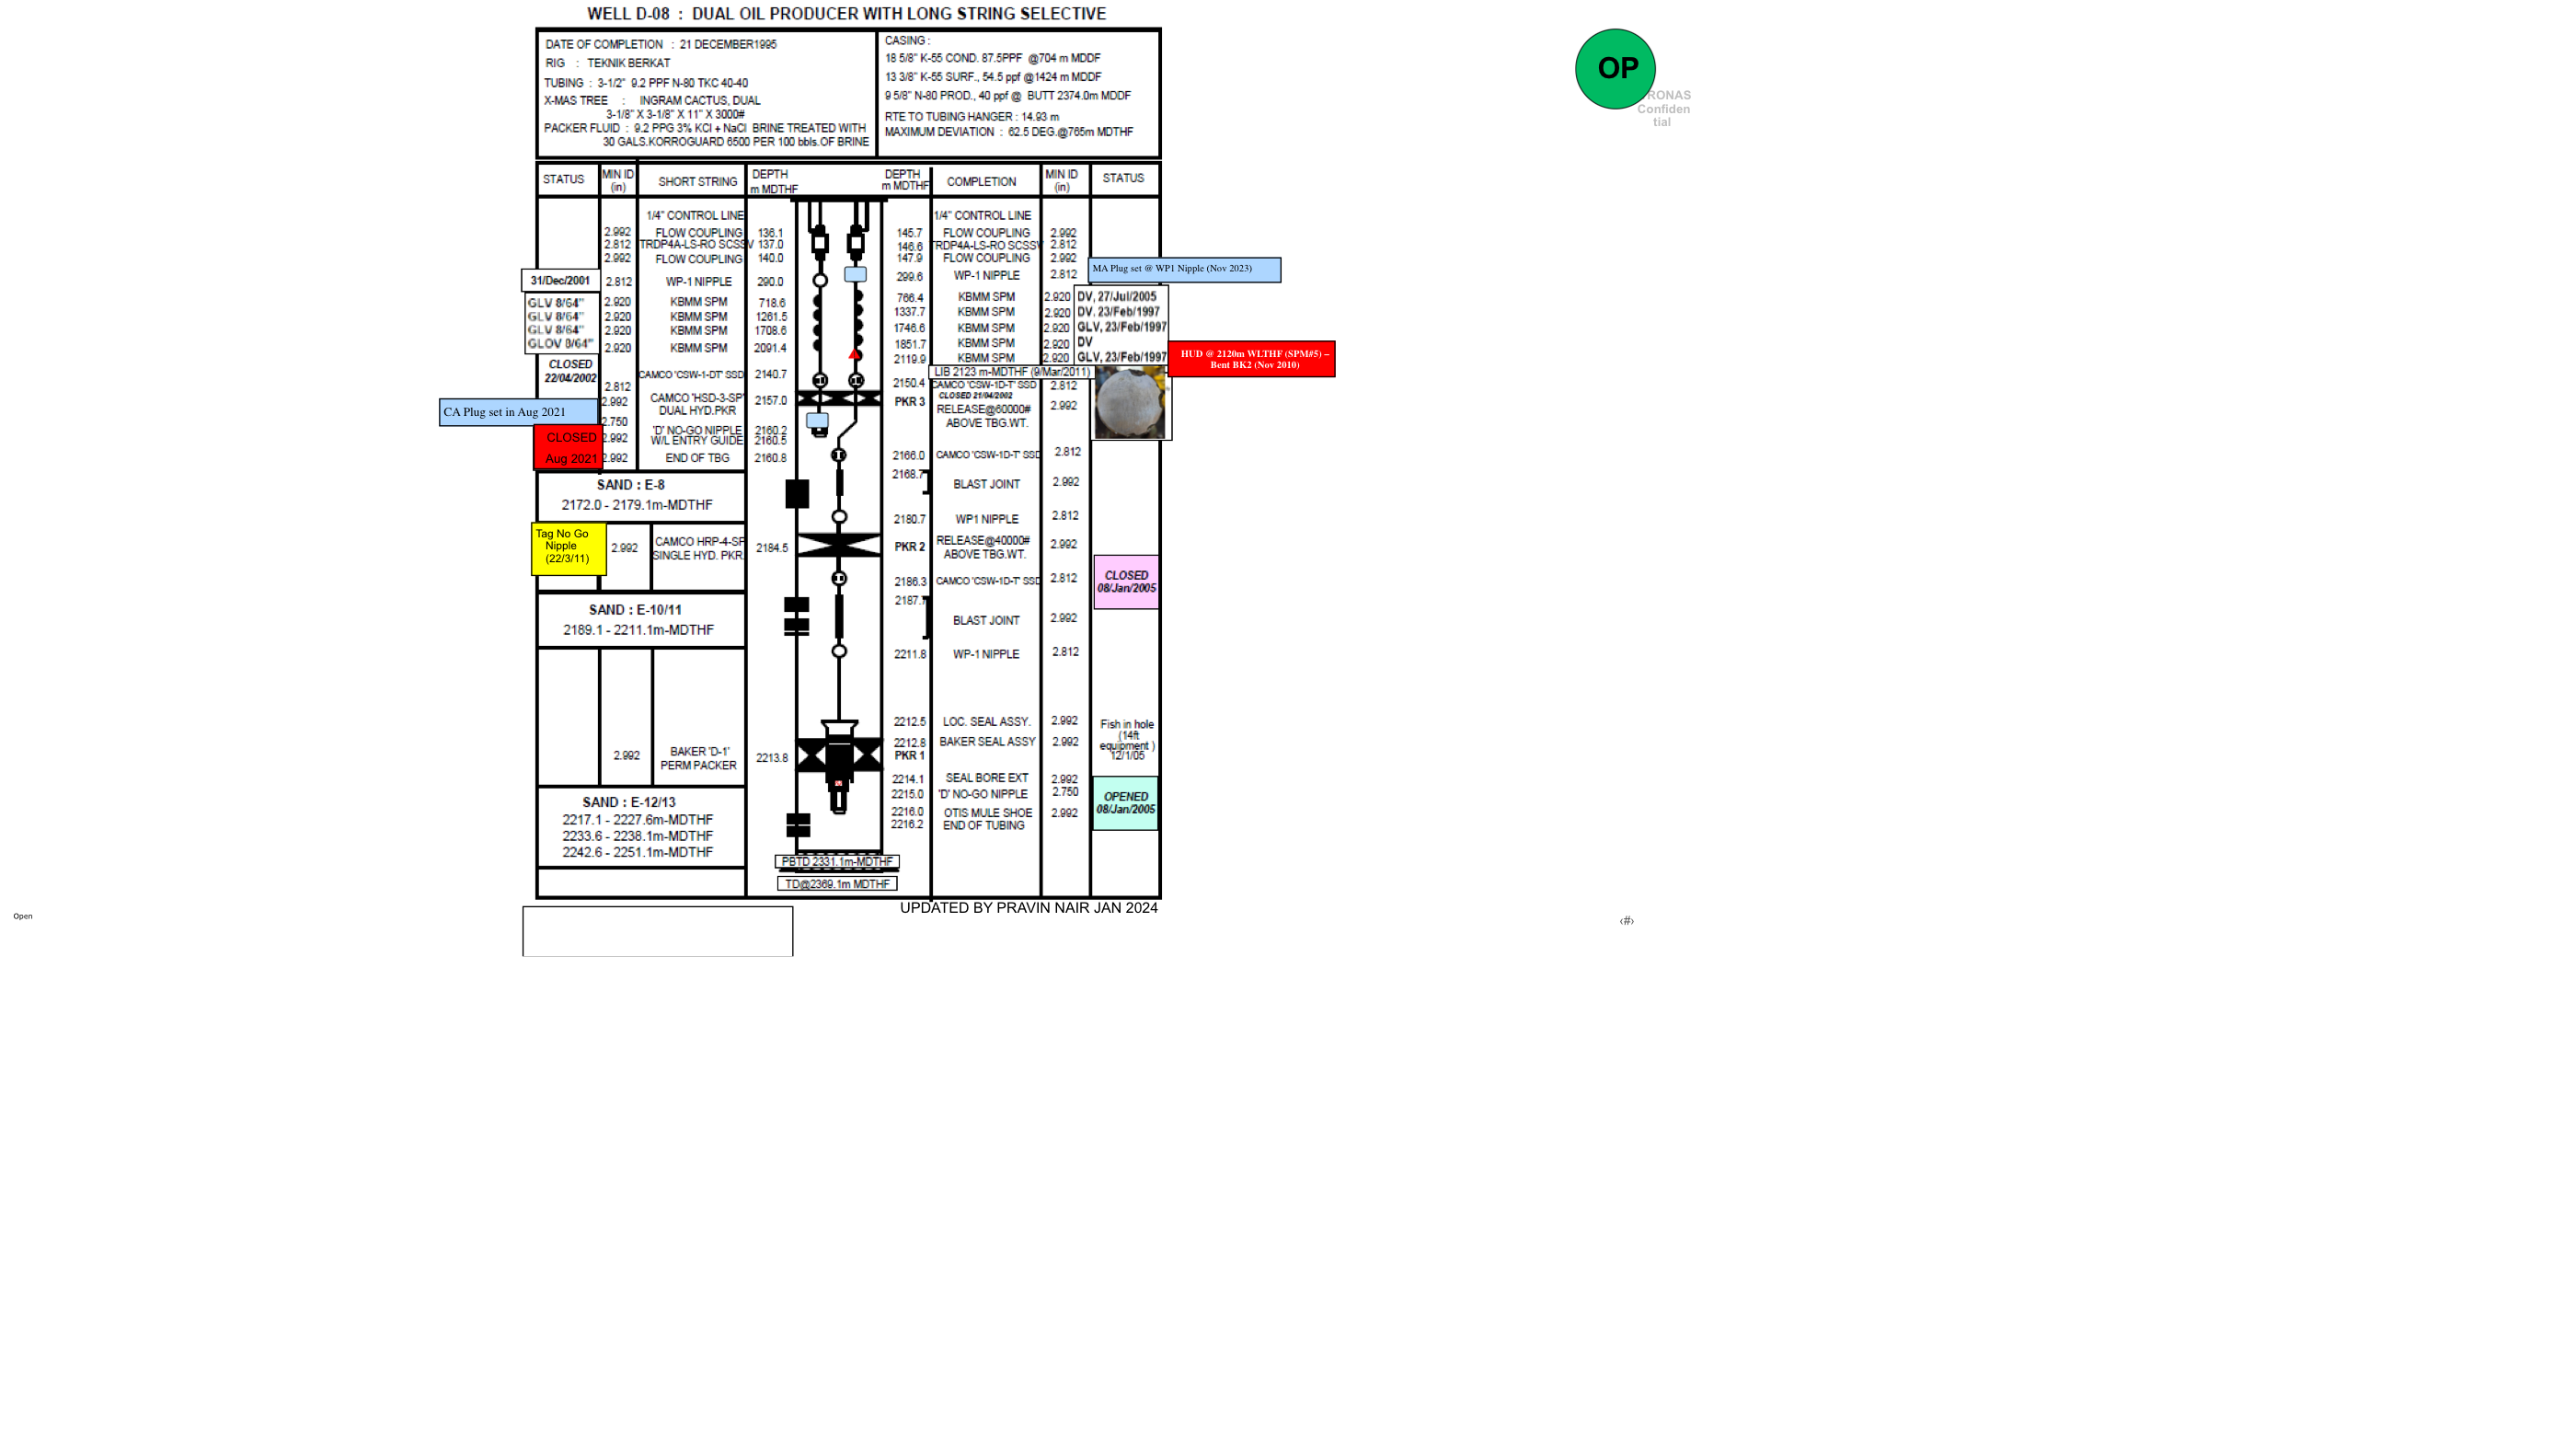 WELL D-08 : DUAL OIL PRODUCER WITH LONG STRING SELECTIVE
DATE OF COMPLETION : 21 DECEMBER1995
RIG : TEKNIK BERKAT
TUBING : 3-1/2" 9.2 PPF N-80 TKC 40-40
X-MAS TREE : INGRAM CACTUS, DUAL
3-1/8" X 3-1/8" X 11" X 3000#
PACKER FLUID : 9.2 PPG 3% KCl + NaCl BRINE TREATED WITH
30 GALS.KORROGUARD 6500 PER 100 bbls.OF BRINE
CASING :
18 5/8" K-55 COND. 87.5PPF @704 m MDDF
13 3/8" K-55 SURF., 54.5 ppf @1424 m MDDF
9 5/8" N-80 PROD., 40 ppf @ BUTT 2374.0m MDDF
RTE TO TUBING HANGER : 14.93 m
MAXIMUM DEVIATION : 62.5 DEG.@765m MDTHF
OP
RONAS
Confiden
tial
STATUS
MIN ID
(in)
SHORT STRING
DEPTH
m MDTHF
DEPTH
m MDTHF
COMPLETION
MIN ID
(in)
STATUS
1/4" CONTROL LINE
2.992 FLOW COUPLING 136.1
2.812 TRDP4A-LS-RO SCSSV 137.0
2.992 FLOW COUPLING 140.0
31/Dec/2001 2.812 WP-1 NIPPLE 290.0
GLV 8/64" 2.920 KBMM SPM 718.6
GLV 8/64" 2.920 KBMM SPM 1261.5
GLV 8/64" 2.920 KBMM SPM 1708.6
GLOV 8/64" 2.920 KBMM SPM 2091.4
CLOSED
22/04/2002
2.812 CAMCO 'CSW-1-DT' SSD 2140.7
CA Plug set in Aug 2021
2.992 CAMCO 'HSD-3-SP' 2157.0
DUAL HYD.PKR
2.750 'D' NO-GO NIPPLE 2160.2
2.992 W/L ENTRY GUIDE 2160.5
2.992 END OF TBG 2160.8
CLOSED
Aug 2021
SAND : E-8
2172.0 - 2179.1m-MDTHF
Tag No Go
Nipple
(22/3/11)
2.992 CAMCO HRP-4-SP 2184.5
SINGLE HYD. PKR
SAND : E-10/11
2189.1 - 2211.1m-MDTHF
2.992 BAKER 'D-1' 2213.8
PERM PACKER
SAND : E-12/13
2217.1 - 2227.6m-MDTHF
2233.6 - 2238.1m-MDTHF
2242.6 - 2251.1m-MDTHF
1/4" CONTROL LINE
145.7 FLOW COUPLING 2.992
146.6 TRDP4A-LS-RO SCSSV 2.812
147.9 FLOW COUPLING 2.992
299.6 WP-1 NIPPLE 2.812
MA Plug set @ WP1 Nipple (Nov 2023)
766.4 KBMM SPM 2.920 DV, 27/Jul/2005
1337.7 KBMM SPM 2.920 DV. 23/Feb/1997
1746.6 KBMM SPM 2.920 GLV, 23/Feb/1997
1851.7 KBMM SPM 2.920 DV
2119.9 KBMM SPM 2.920 GLV, 23/Feb/1997
HUD @ 2120m WLTHF (SPM#5) –
Bent BK2 (Nov 2010)
LIB 2123 m-MDTHF (9/Mar/2011)
2150.4 CAMCO 'CSW-1D-T' SSD 2.812
CLOSED 21/04/2002
PKR 3 RELEASE@60000# 2.992
ABOVE TBG.WT.
2166.0 CAMCO 'CSW-1D-T' SSD 2.812
2168.7
BLAST JOINT 2.992
2180.7 WP1 NIPPLE 2.812
PKR 2 RELEASE@40000# 2.992
ABOVE TBG.WT.
2186.3 CAMCO 'CSW-1D-T' SSD 2.812
CLOSED
08/Jan/2005
2187.7
BLAST JOINT 2.992
2211.8 WP-1 NIPPLE 2.812
2212.5 LOC. SEAL ASSY. 2.992
2212.8 BAKER SEAL ASSY 2.992
PKR 1
Fish in hole
(14ft
equipment )
12/1/05
2214.1 SEAL BORE EXT 2.992
2215.0 'D' NO-GO NIPPLE 2.750
2216.0 OTIS MULE SHOE 2.992
2216.2 END OF TUBING
OPENED
08/Jan/2005
PBTD 2331.1m-MDTHF
TD@2369.1m MDTHF
UPDATED BY PRAVIN NAIR JAN 2024
Open
‹#›